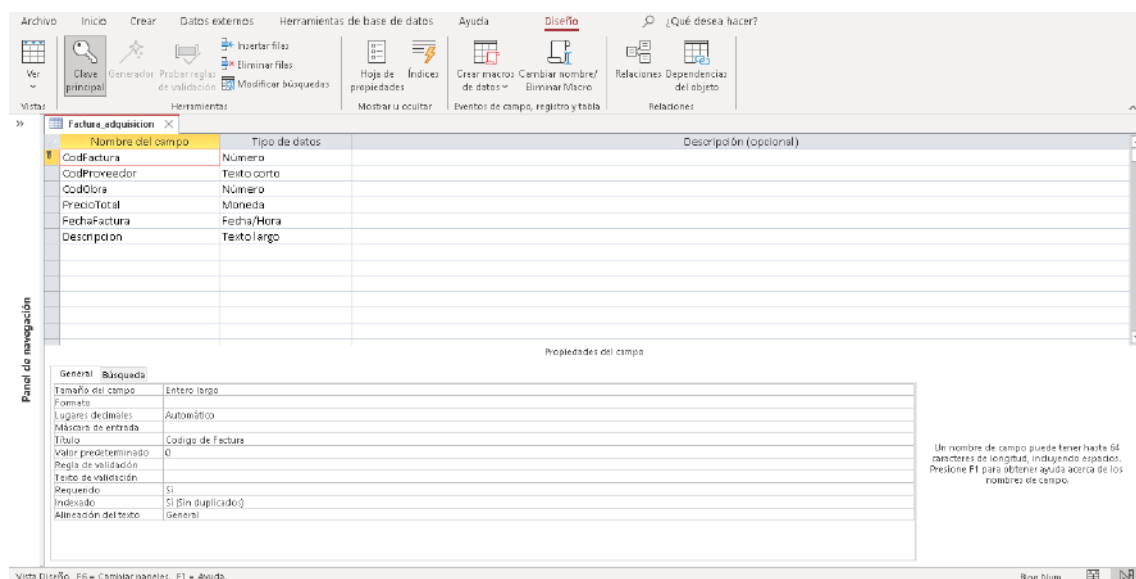 Archivo Inicio Crear Datos externos Herramientas de base de datos Ayuda Diseño ¿Qué desea hacer?
Ver
Clave principal
Generador
Probar reglas de validación
Insertar filas
Eliminar filas
Modificar búsquedas
Hoja de propiedades
Índices
Crear macros de datos
Cambiar nombre/ Eliminar Macro
Relaciones
Dependencias del objeto
Vistas Herramientas Mostrar u ocultar Eventos de campo, registro y tabla Relaciones
Factura_adquisicion
Nombre del campo Tipo de datos Descripción (opcional)
CodFactura Número
CodProveedor Texto corto
CodObra Número
PrecioTotal Moneda
FechaFactura Fecha/Hora
Descripcion Texto largo
Panel de navegación
Propiedades del campo
General Búsqueda
Tamaño del campo Entero largo
Formato
Lugares decimales Automático
Máscara de entrada
Título Codigo de Factura
Valor predeterminado 0
Regla de validación
Texto de validación
Requerido Sí
Indexado Sí (Sin duplicados)
Alineación del texto General
Un nombre de campo puede tener hasta 64
caracteres de longitud, incluyendo espacios.
Presione F1 para obtener ayuda acerca de los
nombres de campo.
Vista Diseño. F6 = Cambiar paneles. F1 = Ayuda.
Bloq Num